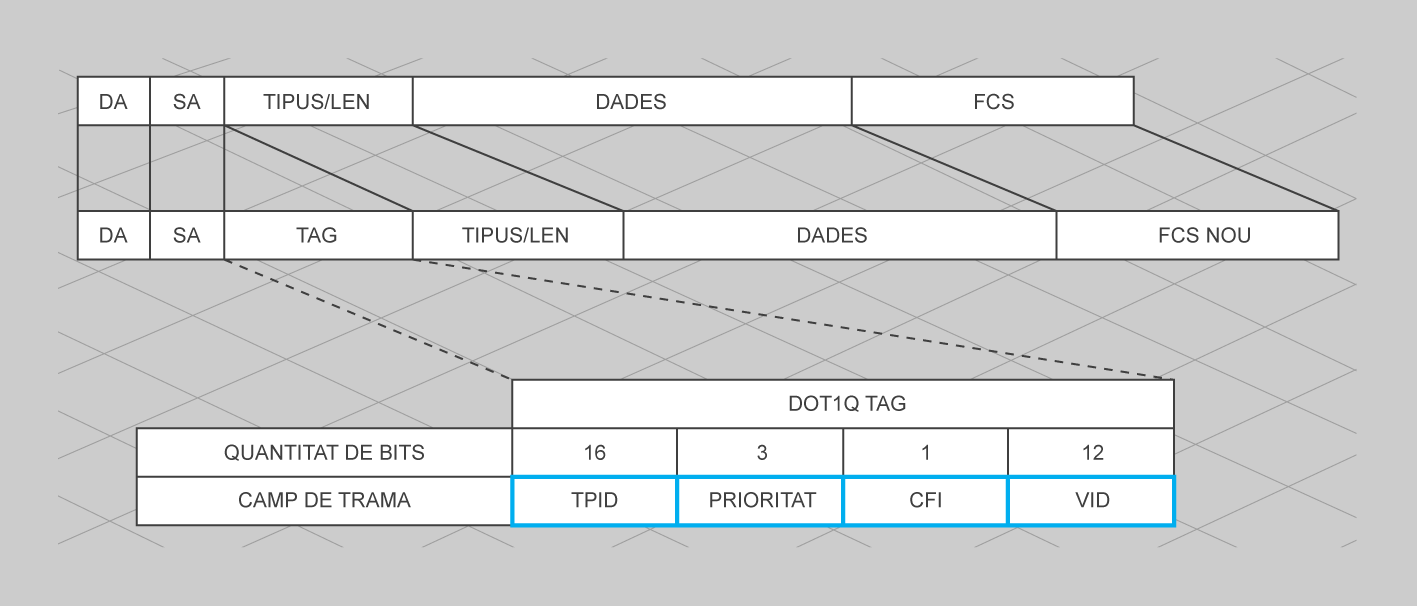 DA SA TIPUS/LEN DADES FCS
DA SA TAG TIPUS/LEN DADES FCS NOU
DOT1Q TAG
QUANTITAT DE BITS 16 3 1 12
CAMP DE TRAMA TPID PRIORITAT CFI VID